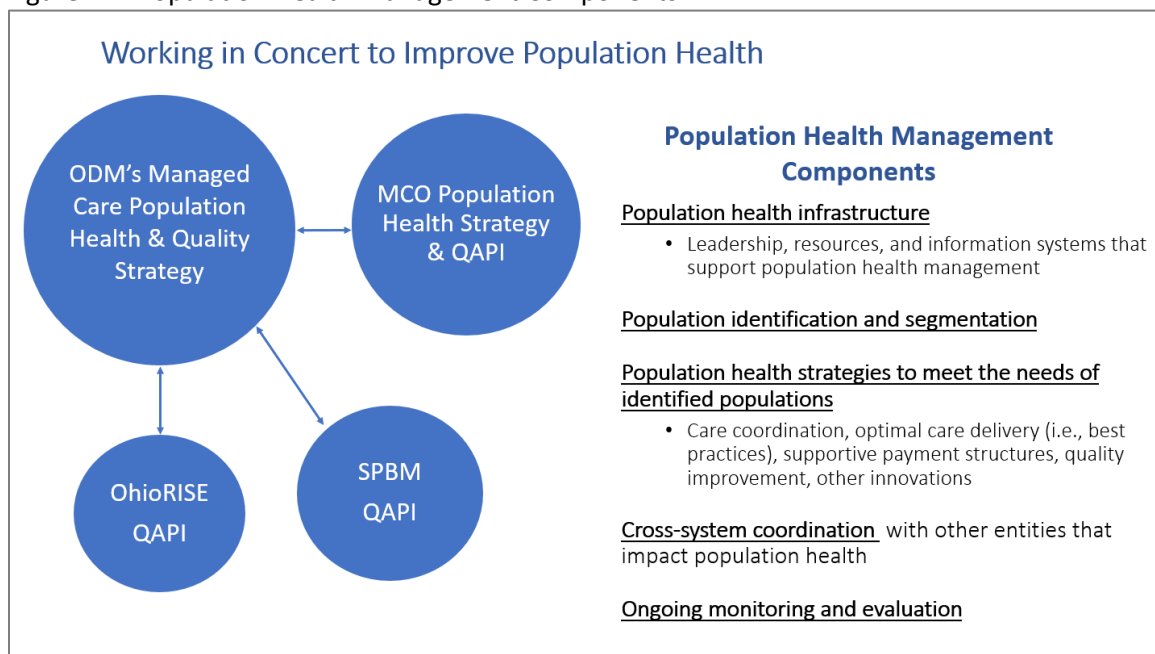 Working in Concert to Improve Population Health
ODM's Managed
Care Population
Health & Quality
Strategy
MCO Population
Health Strategy
& QAPI
OhioRISE
QAPI
SPBM
QAPI
Population Health Management
Components
Population health infrastructure
• Leadership, resources, and information systems that
support population health management
Population identification and segmentation
Population health strategies to meet the needs of
identified populations
• Care coordination, optimal care delivery (i.e., best
practices), supportive payment structures, quality
improvement, other innovations
Cross-system coordination with other entities that
impact population health
Ongoing monitoring and evaluation